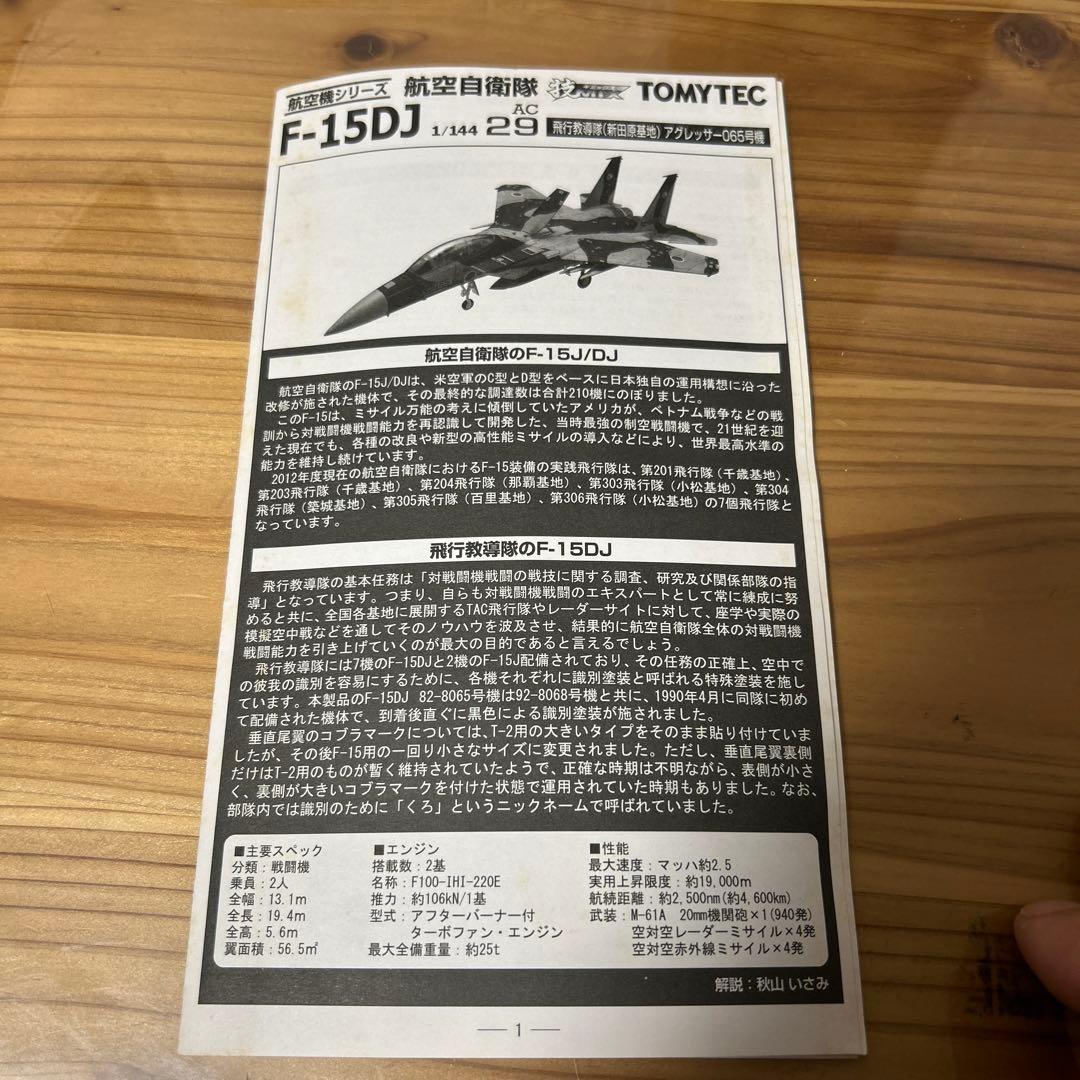 航空機シリーズ 航空自衛隊 技MIX TOMYTEC
F-15DJ 1/144 AC 29 飛行教導隊(新田原基地) アグレッサー065号機
航空自衛隊のF-15J/DJ
航空自衛隊のF-15J/DJは、米空軍のC型とD型をベースに日本独自の運用構想に沿った
改修が施された機体で、その最終的な調達数は合計210機にのぼりました。
このF-15は、ミサイル万能の考えに傾倒していたアメリカが、ベトナム戦争などの戦
訓から対戦闘機戦闘能力を再認識して開発した、当時最強の制空戦闘機で、21世紀を迎
えた現在でも、各種の改良や新型の高性能ミサイルの導入などにより、世界最高水準の
能力を維持し続けています。
2012年度現在の航空自衛隊におけるF-15装備の実践飛行隊は、第201飛行隊（千歳基地）、
第203飛行隊（千歳基地）、第204飛行隊（那覇基地）、第303飛行隊（小松基地）、第304
飛行隊（築城基地）、第305飛行隊（百里基地）、第306飛行隊（小松基地）の7個飛行隊と
なっています。
飛行教導隊のF-15DJ
飛行教導隊の基本任務は「対戦闘機戦闘の戦技に関する調査、研究及び関係部隊の指
導」となっています。つまり、自らも対戦闘機戦闘のエキスパートとして常に練成に努
めると共に、全国各基地に展開するTAC飛行隊やレーダーサイトに対して、座学や実際の
模擬空中戦などを通してそのノウハウを波及させ、結果的に航空自衛隊全体の対戦闘機
戦闘能力を引き上げていくのが最大の目的であると言えるでしょう。
飛行教導隊には7機のF-15DJと2機のF-15J配備されており、その任務の正確上、空中で
の彼我の識別を容易にするために、各機それぞれに識別塗装と呼ばれる特殊塗装を施し
ています。本製品のF-15DJ 82-8065号機は92-8068号機と共に、1990年4月に同隊に初め
て配備された機体で、到着後直ぐに黒色による識別塗装が施されました。
垂直尾翼のコブラマークについては、T-2用の大きいタイプをそのまま貼り付けていま
したが、その後F-15用の一回り小さなサイズに変更されました。ただし、垂直尾翼裏側
だけはT-2用のものが暫く維持されていたようで、正確な時期は不明ながら、表側が小さ
く、裏側が大きいコブラマークを付けた状態で運用されていた時期もありました。なお、
部隊内では識別のために「くろ」というニックネームで呼ばれていました。
■主要スペック
分類：戦闘機
乗員：2人
全幅：13.1m
全長：19.4m
全高：5.6m
翼面積：56.5㎡
■エンジン
搭載数：2基
名称：F100-IHI-220E
推力：約106kN/1基
型式：アフターバーナー付
ターボファン・エンジン
最大全備重量：約25t
■性能
最大速度：マッハ約2.5
実用上昇限度：約19,000m
航続距離：約2,500nm(約4,600km)
武装：M-61A 20mm機関砲×1(940発)
空対空レーダーミサイル×4発
空対空赤外線ミサイル×4発
解説：秋山 いさみ
— 1 —